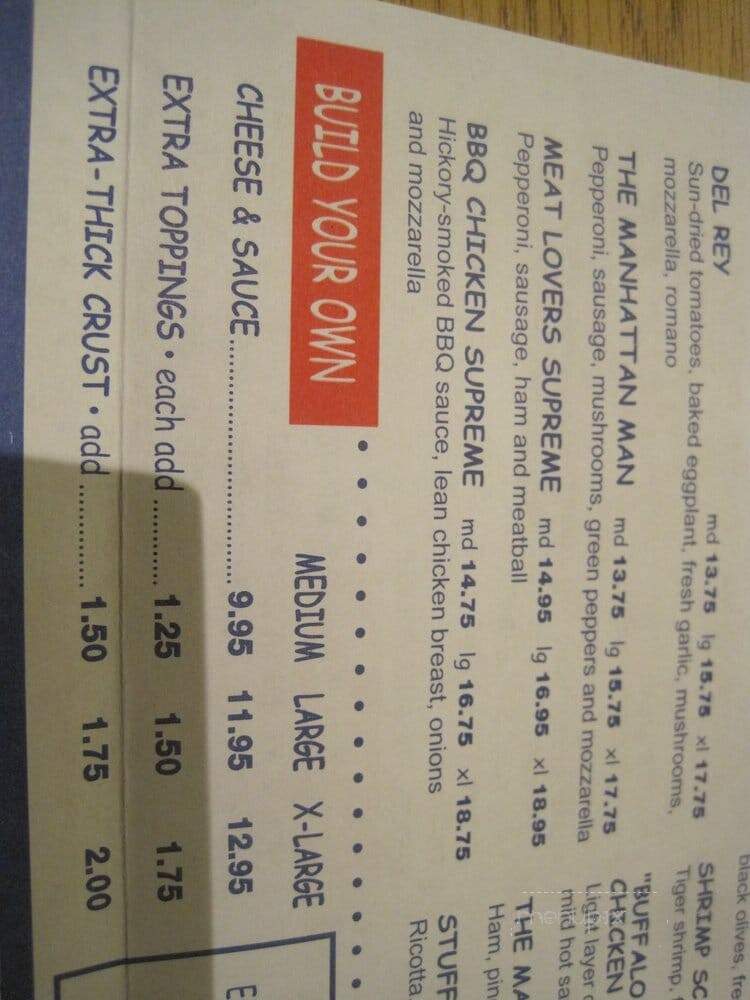 DEL REY
md 13.75 lg 15.75 xl 17.75
Sun-dried tomatoes, baked eggplant, fresh garlic, mushrooms,
mozzarella, romano
THE MANHATTAN MAN md 13.75 lg 15.75 xl 17.75
Pepperoni, sausage, mushrooms, green peppers and mozzarella
MEAT LOVERS SUPREME md 14.95 lg 16.95 xl 18.95
Pepperoni, sausage, ham and meatball
BBQ CHICKEN SUPREME md 14.75 lg 16.75 xl 18.75
Hickory-smoked BBQ sauce, lean chicken breast, onions
and mozzarella
BUILD YOUR OWN
MEDIUM LARGE X-LARGE
CHEESE & SAUCE 9.95 11.95 12.95
EXTRA TOPPINGS • each add 1.25 1.50 1.75
EXTRA-THICK CRUST • add 1.50 1.75 2.00
black olives,
SHRIMP
Tiger shrimp,
"BUFFALO
CHICKEN
Light layer
mild hot
THE
Ham,
Ricotta